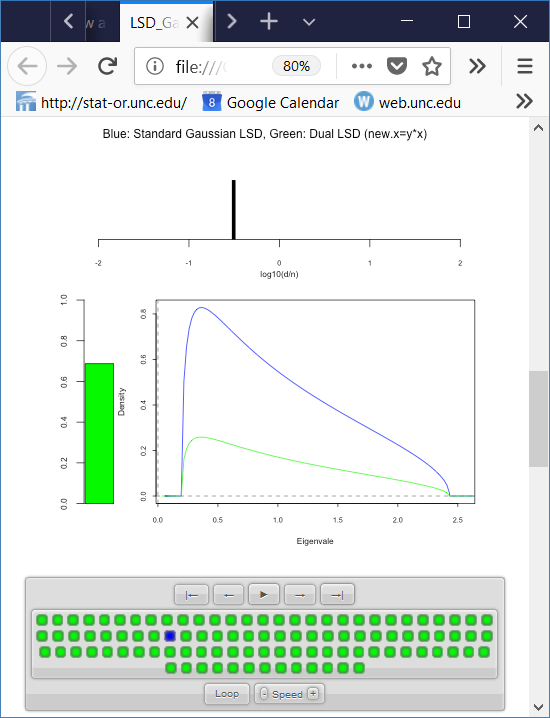 LSD_Ga
file:///
80%
http://stat-or.unc.edu/
8
Google Calendar
W
web.unc.edu
Blue: Standard Gaussian LSD, Green: Dual LSD (new.x=y*x)
-2 -1 0 1 2
log10(d/n)
0.0 0.2 0.4 0.6 0.8 1.0
Density
0.0 0.2 0.4 0.6 0.8
0.0 0.5 1.0 1.5 2.0 2.5
Eigenvale
Loop
- Speed +